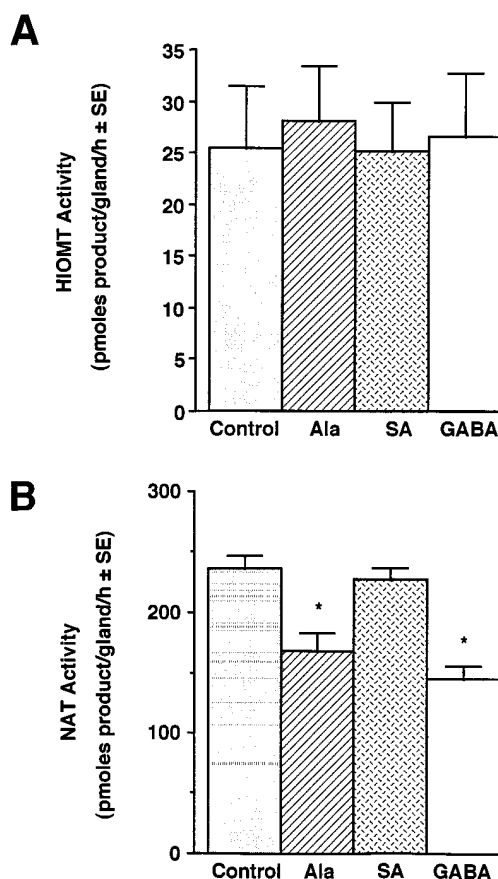 A
HIOMT Activity
(pmoles product/gland/h ± SE)
35
30
25
20
15
10
5
0
Control Ala SA GABA
B
NAT Activity
(pmoles product/gland/h ± SE)
300
200
100
0
*
*
Control Ala SA GABA